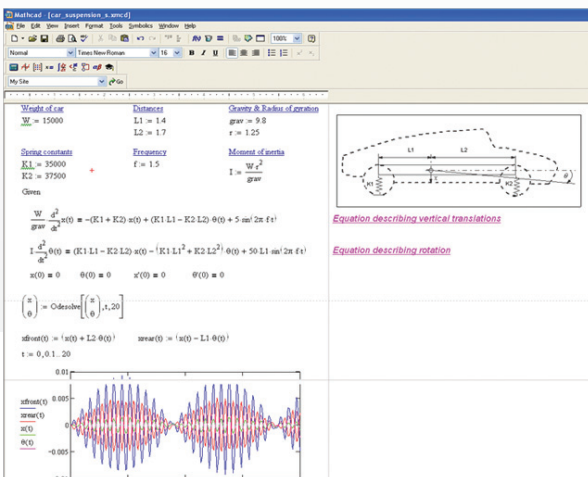 Mathcad - [car_suspension_s.xmcd]
File Edit View Insert Format Tools Symbolics Window Help
100%
Normal Times New Roman 16 B I U
My Site Go
Weight of car Distances Gravity & Radius of gyration
W := 15000 L1 := 1.4 grav := 9.8
L2 := 1.7 r := 1.25
Spring constants Frequency Moment of inertia
K1 := 35000 f := 1.5 I := W·r²/grav
K2 := 37500
Given
W/grav · d²/dt² x(t) = -(K1 + K2)·x(t) + (K1·L1 - K2·L2)·θ(t) + 5·sin(2π·f·t)
Equation describing vertical translations
I · d²/dt² θ(t) = (K1·L1 - K2·L2)·x(t) - (K1·L1² + K2·L2²)·θ(t) + 50·L1·sin(2π·f·t)
Equation describing rotation
x(0) = 0 θ(0) = 0 x'(0) = 0 θ'(0) = 0
(x θ) := Odesolve[(x θ), t, 20]
xfront(t) := (x(t) + L2·θ(t)) xrear(t) := (x(t) - L1·θ(t))
t := 0, 0.1.. 20
L1 L2
K1 K2 θ
0.01
xfront(t) 0.005
xrear(t)
x(t) 0
θ(t)
-0.005